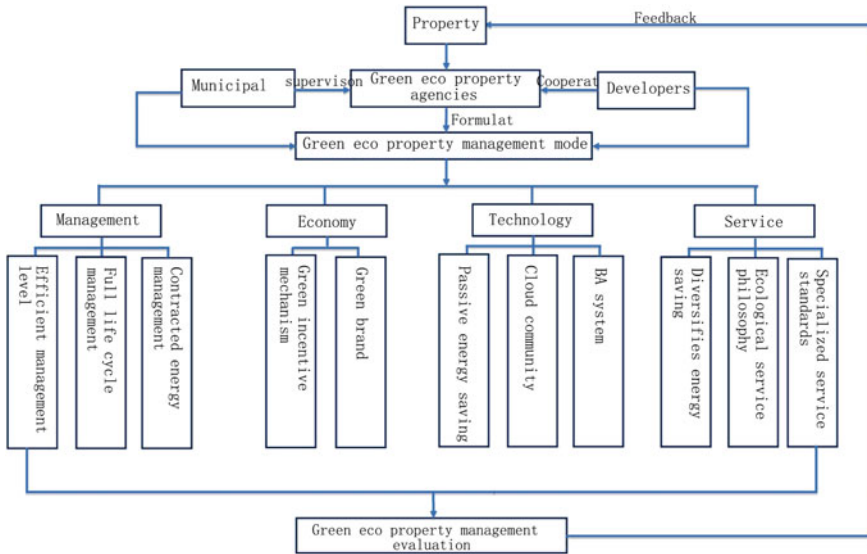 Property
Feedback
Municipal
supervison
Green eco property
agencies
Cooperat
Developers
Formulat
Green eco property management mode
Management
Economy
Technology
Service
Efficient management
level
Full life cycle
management
Contracted energy
management
Green incentive
mechanism
Green brand
Passive energy saving
Cloud community
BA system
Diversifies energy
saving
Ecological service
philosophy
Specialized service
standards
Green eco property management
evaluation